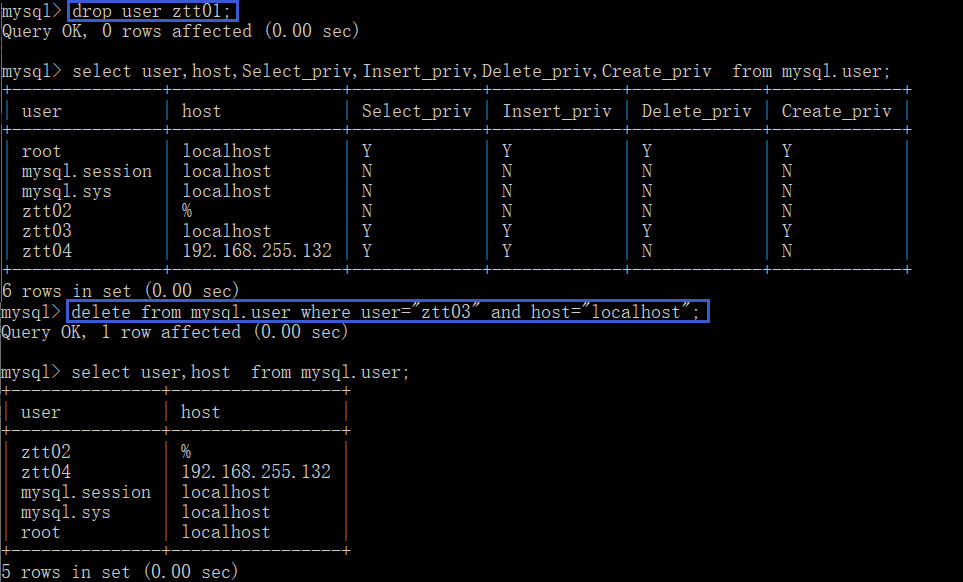 mysql> drop user ztt01;
Query OK, 0 rows affected (0.00 sec)
mysql> select user,host,Select_priv,Insert_priv,Delete_priv,Create_priv  from mysql.user;
+---------------+-----------------+-------------+-------------+-------------+-------------+
| user          | host            | Select_priv | Insert_priv | Delete_priv | Create_priv |
+---------------+-----------------+-------------+-------------+-------------+-------------+
| root          | localhost       | Y           | Y           | Y           | Y           |
| mysql.session | localhost       | N           | N           | N           | N           |
| mysql.sys     | localhost       | N           | N           | N           | N           |
| ztt02         | %               | N           | N           | N           | N           |
| ztt03         | localhost       | Y           | Y           | Y           | Y           |
| ztt04         | 192.168.255.132 | Y           | Y           | N           | N           |
+---------------+-----------------+-------------+-------------+-------------+-------------+
6 rows in set (0.00 sec)
mysql> delete from mysql.user where user="ztt03" and host="localhost";
Query OK, 1 row affected (0.00 sec)
mysql> select user,host  from mysql.user;
+---------------+-----------------+
| user          | host            |
+---------------+-----------------+
| ztt02         | %               |
| ztt04         | 192.168.255.132 |
| mysql.session | localhost       |
| mysql.sys     | localhost       |
| root          | localhost       |
+---------------+-----------------+
5 rows in set (0.00 sec)